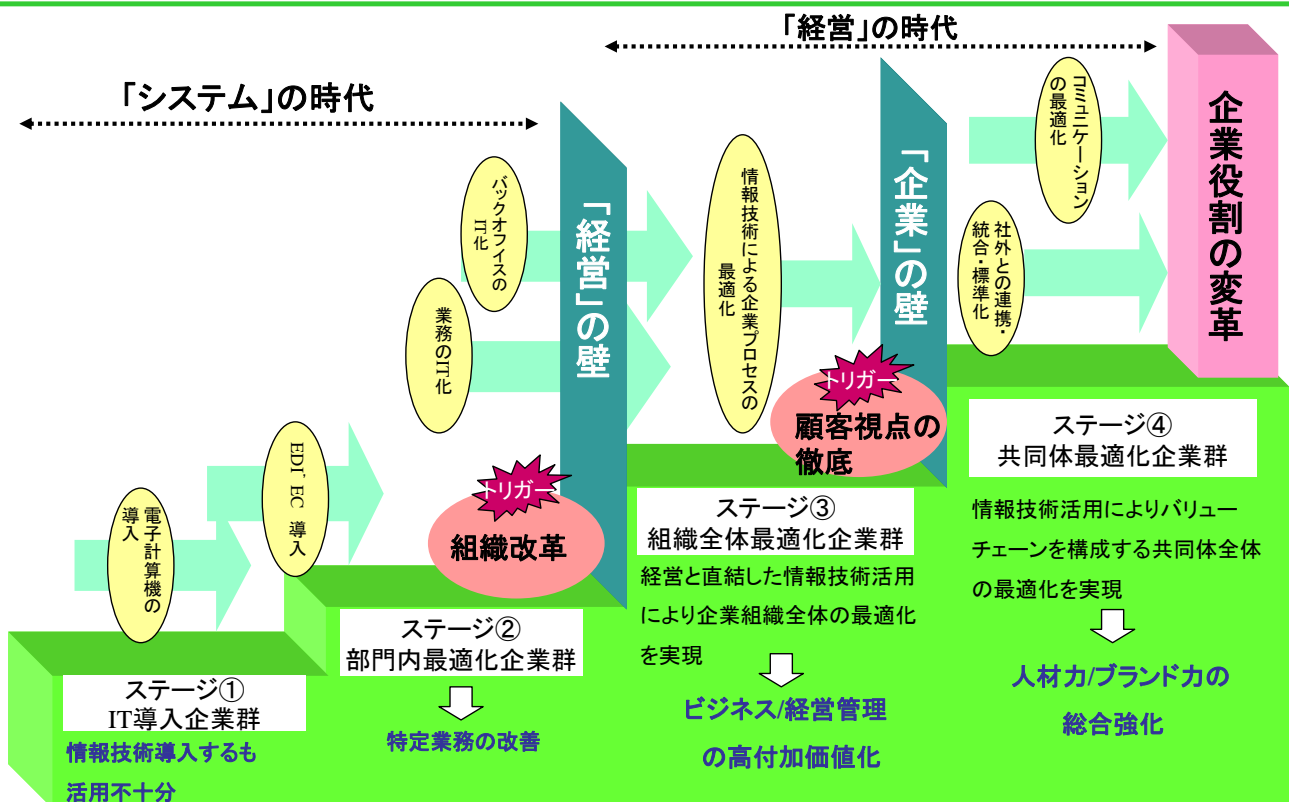 「経営」の時代
「システム」の時代
電子計算機の
導入
EDI・EC 導入
業務のIT化
バックオフイスの
IT化
「経営」の壁
情報技術による企業プロセスの
最適化
「企業」の壁
コミュニケーション
の最適化
社外との連携・
統合・標準化
企業役割の変革
トリガー
組織改革
トリガー
顧客視点の
徹底
ステージ①
IT導入企業群
情報技術導入するも
活用不十分
ステージ②
部門内最適化企業群
特定業務の改善
ステージ③
組織全体最適化企業群
経営と直結した情報技術活用
により企業組織全体の最適化
を実現
ビジネス/経営管理
の高付加価値化
ステージ④
共同体最適化企業群
情報技術活用によりバリュー
チェーンを構成する共同体全体
の最適化を実現
人材力/ブランド力の
総合強化